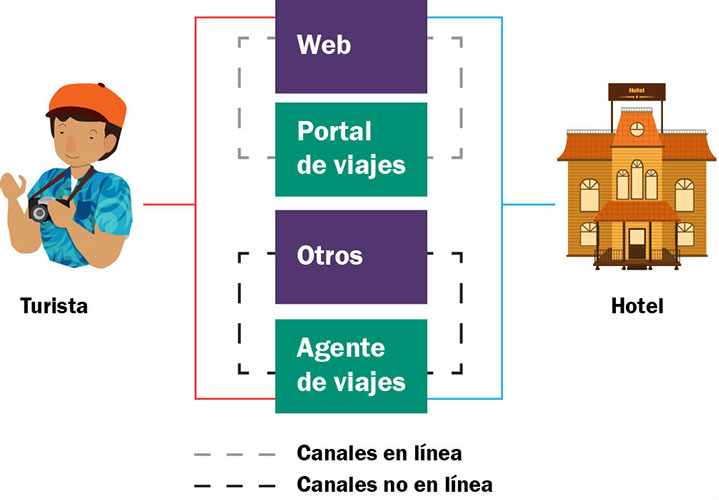 Web
Portal
de viajes
Otros
Agente
de viajes
Turista
Hotel
Hotel
Canales en línea
Canales no en línea